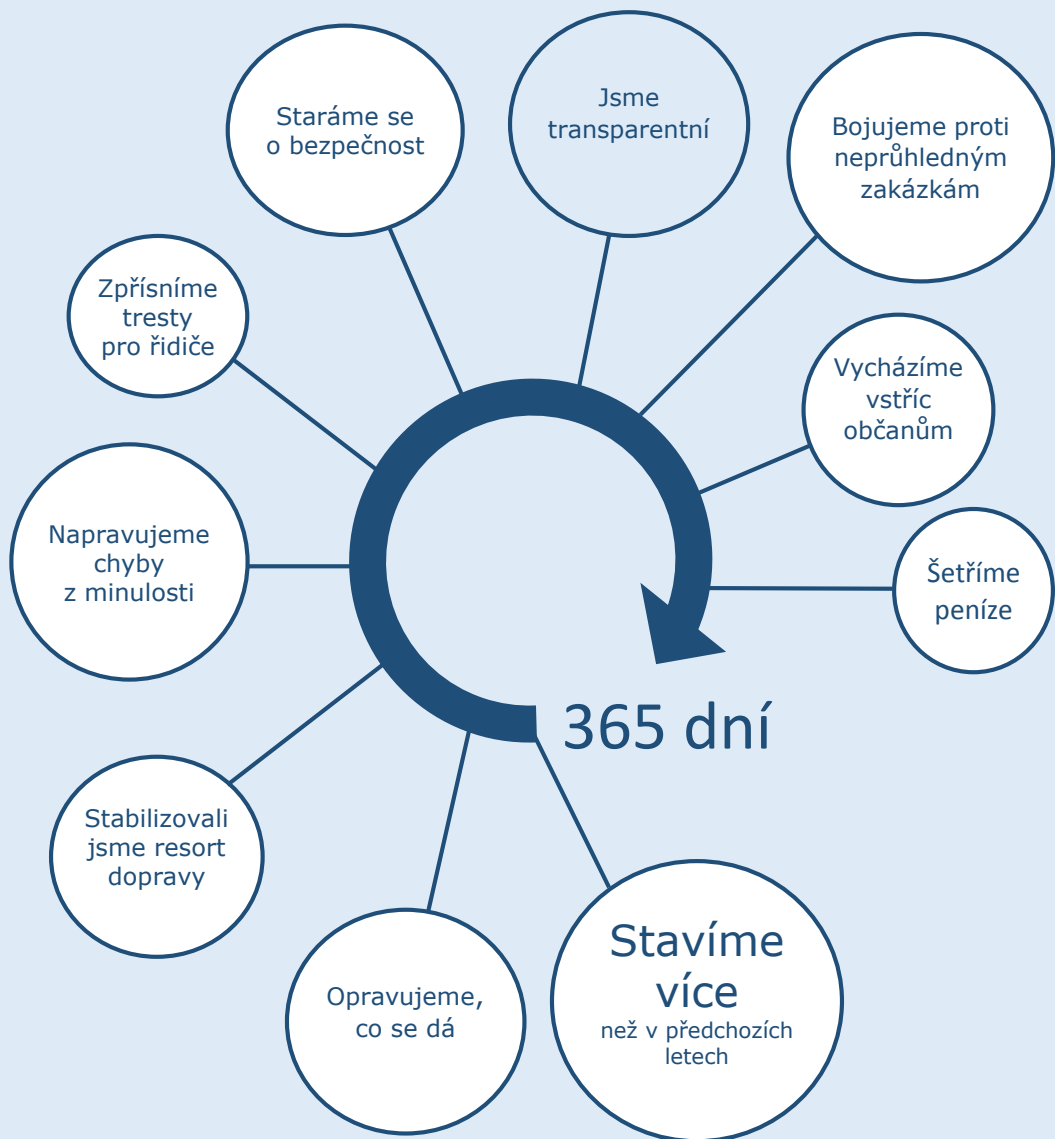 Staráme se
o bezpečnost
Jsme
transparentní
Bojujeme proti
neprůhledným
zakázkám
Zpřísníme
tresty
pro řidiče
Vycházíme
vstříc
občanům
Napravujeme
chyby
z minulosti
Šetříme
peníze
365 dní
Stabilizovali
jsme resort
dopravy
Opravujeme,
co se dá
Stavíme
více
než v předchozích
letech